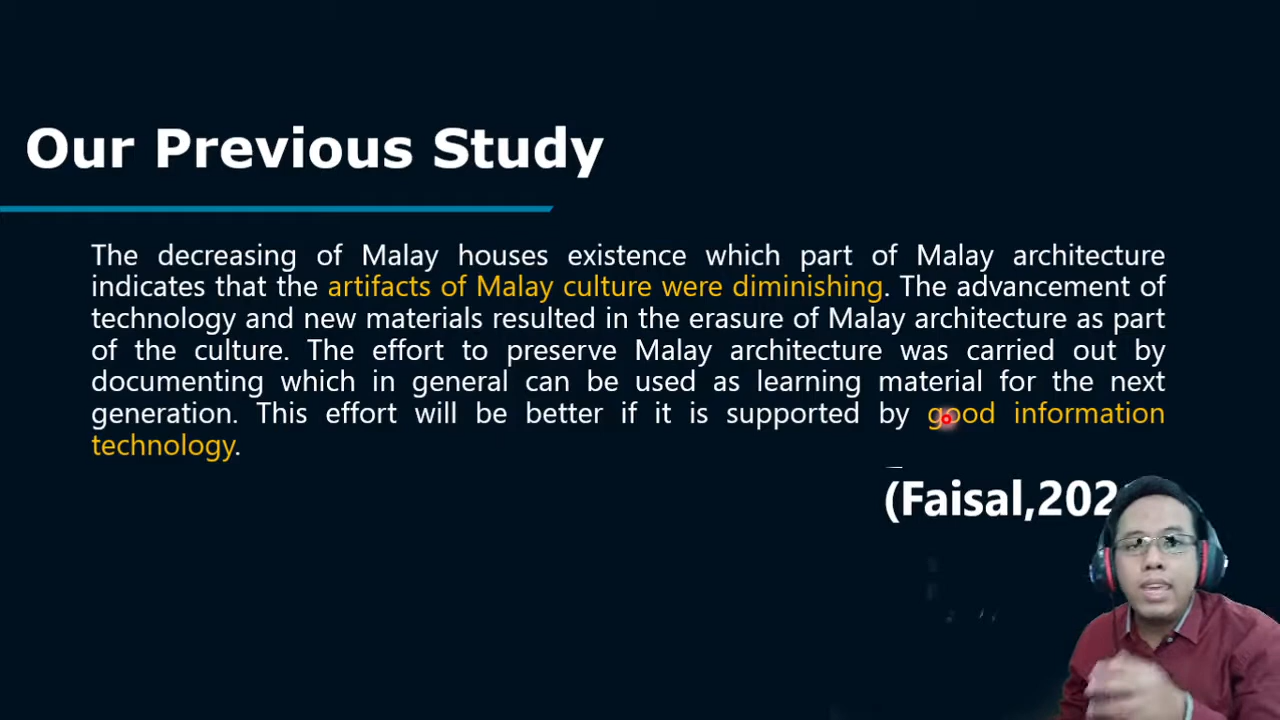 Our Previous Study
The decreasing of Malay houses existence which part of Malay architecture
indicates that the artifacts of Malay culture were diminishing. The advancement of
technology and new materials resulted in the erasure of Malay architecture as part
of the culture. The effort to preserve Malay architecture was carried out by
documenting which in general can be used as learning material for the next
generation. This effort will be better if it is supported by good information
technology.
(Faisal,202